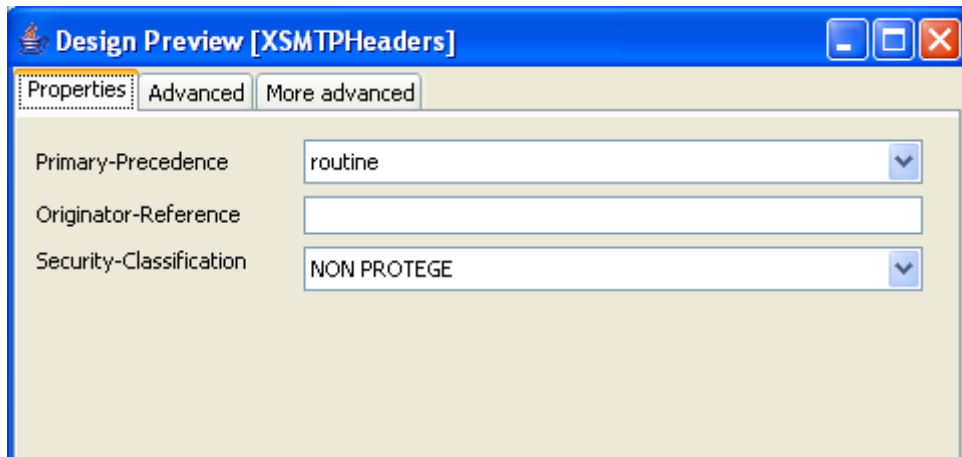 Design Preview [XSMTPHeaders]
Properties Advanced More advanced
Primary-Precedence routine
Originator-Reference
Security-Classification NON PROTEGE